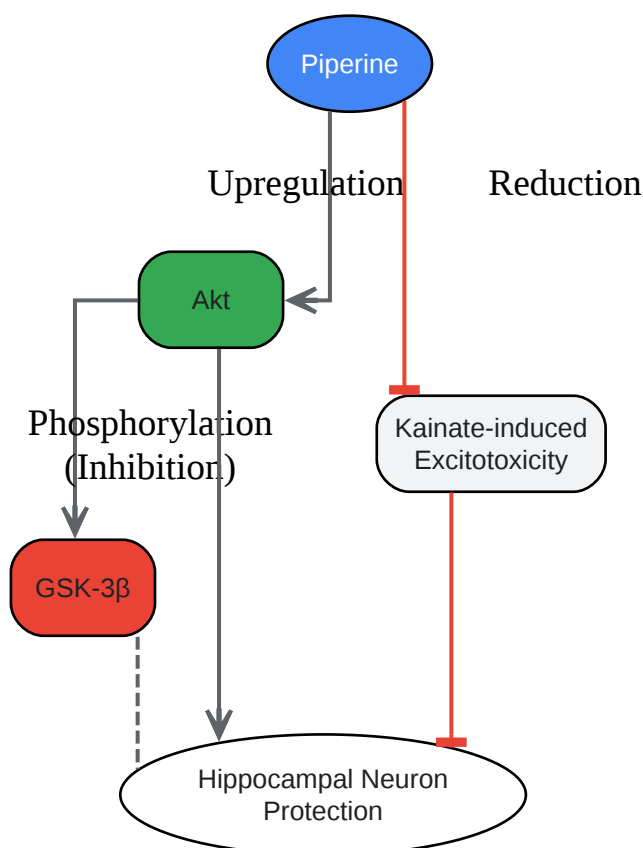 Piperine
Upregulation
Reduction
Akt
Phosphorylation
(Inhibition)
Kainate-induced
Excitotoxicity
GSK-3β
Hippocampal Neuron
Protection